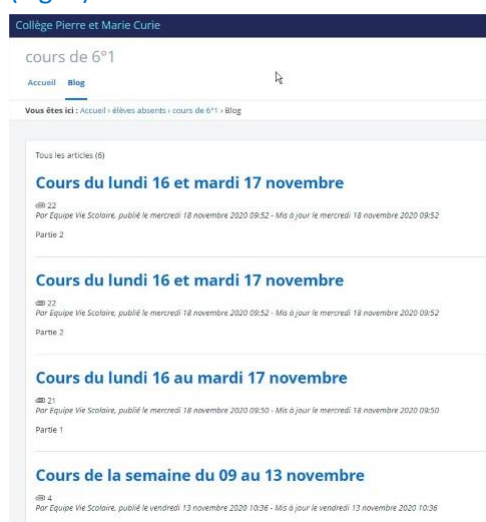 Collège Pierre et Marie Curie
cours de 6°1
Accueil Blog
Vous êtes ici : Accueil › élèves absents › cours de 6°1 › Blog
Tous les articles (6)
Cours du lundi 16 et mardi 17 novembre
22
Par Equipe Vie Scolaire, publié le mercredi 18 novembre 2020 09:52 - Mis à jour le mercredi 18 novembre 2020 09:52
Partie 2
Cours du lundi 16 et mardi 17 novembre
22
Par Equipe Vie Scolaire, publié le mercredi 18 novembre 2020 09:52 - Mis à jour le mercredi 18 novembre 2020 09:52
Partie 2
Cours du lundi 16 au mardi 17 novembre
21
Par Equipe Vie Scolaire, publié le mercredi 18 novembre 2020 09:50 - Mis à jour le mercredi 18 novembre 2020 09:50
Partie 1
Cours de la semaine du 09 au 13 novembre
4
Par Equipe Vie Scolaire, publié le vendredi 13 novembre 2020 10:36 - Mis à jour le vendredi 13 novembre 2020 10:36